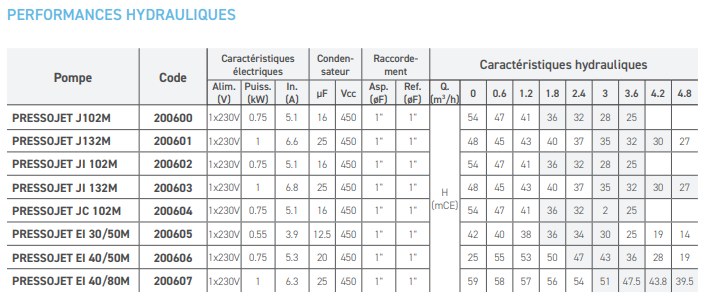 PERFORMANCES HYDRAULIQUES
Pompe Code Caractéristiques électriques Conden-sateur Raccorde-ment Caractéristiques hydrauliques
Alim. (V) Puiss. (kW) In. (A) µF Vcc Asp. (øF) Ref. (øF) Q. (m³/h) 0 0.6 1.2 1.8 2.4 3 3.6 4.2 4.8
PRESSOJET J102M 200600 1x230V 0.75 5.1 16 450 1" 1" 54 47 41 36 32 28 25
PRESSOJET J132M 200601 1x230V 1 6.6 25 450 1" 1" 48 45 43 40 37 35 32 30 27
PRESSOJET JI 102M 200602 1x230V 0.75 5.1 16 450 1" 1" 54 47 41 36 32 28 25
PRESSOJET JI 132M 200603 1x230V 1 6.8 25 450 1" 1" H (mCE) 48 45 43 40 37 35 32 30 27
PRESSOJET JC 102M 200604 1x230V 0.75 5.1 16 450 1" 1" 54 47 41 36 32 2 25
PRESSOJET EI 30/50M 200605 1x230V 0.55 3.9 12.5 450 1" 1" 42 40 38 36 34 30 25 19 14
PRESSOJET EI 40/50M 200606 1x230V 0.75 5.3 20 450 1" 1" 25 55 53 50 47 43 36 28 19
PRESSOJET EI 40/80M 200607 1x230V 1 6.3 25 450 1" 1" 59 58 57 56 54 51 47.5 43.8 39.5